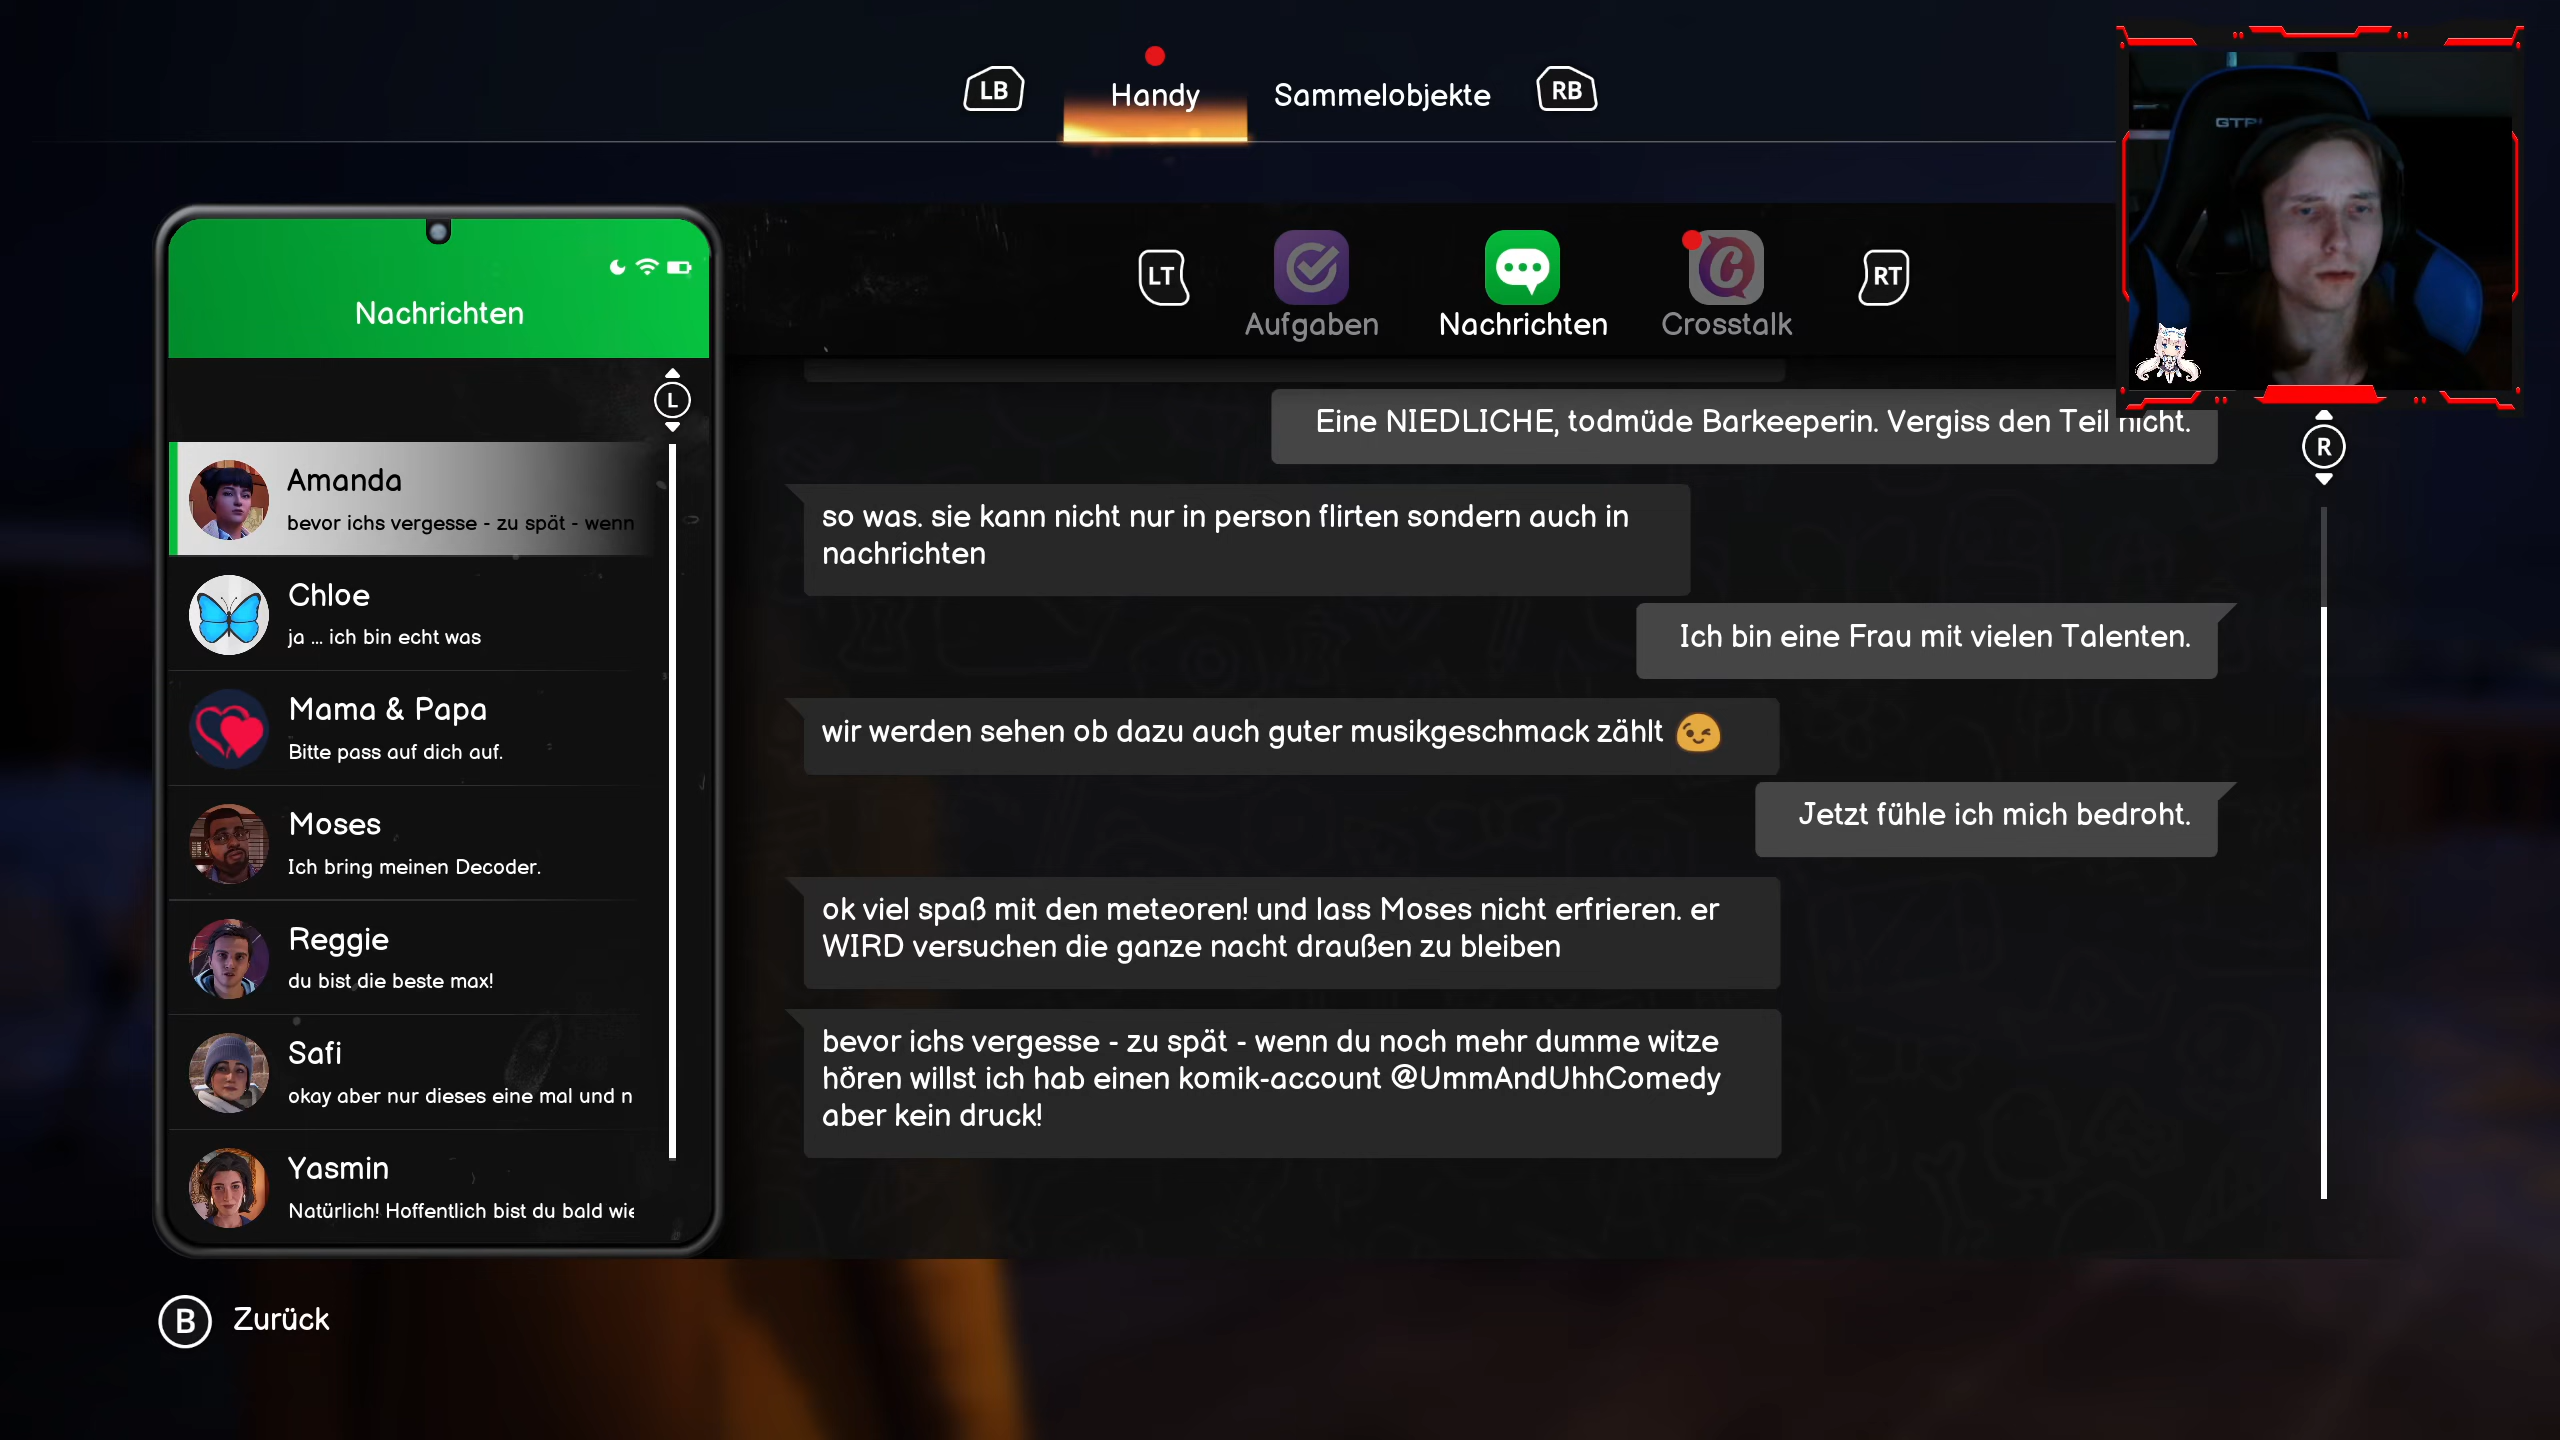 LB
Handy
Sammelobjekte
RB
GTP
Nachrichten
LT
Aufgaben
Nachrichten
Crosstalk
RT
L
R
Amanda
bevor ichs vergesse - zu spät - wenn
Chloe
ja ... ich bin echt was
Mama & Papa
Bitte pass auf dich auf.
Moses
Ich bring meinen Decoder.
Reggie
du bist die beste max!
Safi
okay aber nur dieses eine mal und n
Yasmin
Natürlich! Hoffentlich bist du bald wie
Eine NIEDLICHE, todmüde Barkeeperin. Vergiss den Teil nicht.
so was. sie kann nicht nur in person flirten sondern auch in
nachrichten
Ich bin eine Frau mit vielen Talenten.
wir werden sehen ob dazu auch guter musikgeschmack zählt
Jetzt fühle ich mich bedroht.
ok viel spaß mit den meteoren! und lass Moses nicht erfrieren. er
WIRD versuchen die ganze nacht draußen zu bleiben
bevor ichs vergesse - zu spät - wenn du noch mehr dumme witze
hören willst ich hab einen komik-account @UmmAndUhhComedy
aber kein druck!
B Zurück